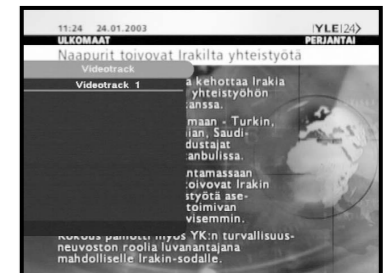 11:24 24.01.2003 YLE24
ULKOMAAT PERJANTAI
Naapurit toivovat Irakilta yhteistyötä
Videotrack
Videotrack 1
a kehottaa Irakia
yhteistyöhön
anssa.
maan - Turkin,
ian, Saudi-
dustajat
anbulissa.
ntamassaan
toivovat Irakin
styötä ase-
toimivan
visemmin.
Kokous painotti myös YK:n turvallisuus-
neuvoston roolia luvanantajana
mahdolliselle Irakin-sodalle.